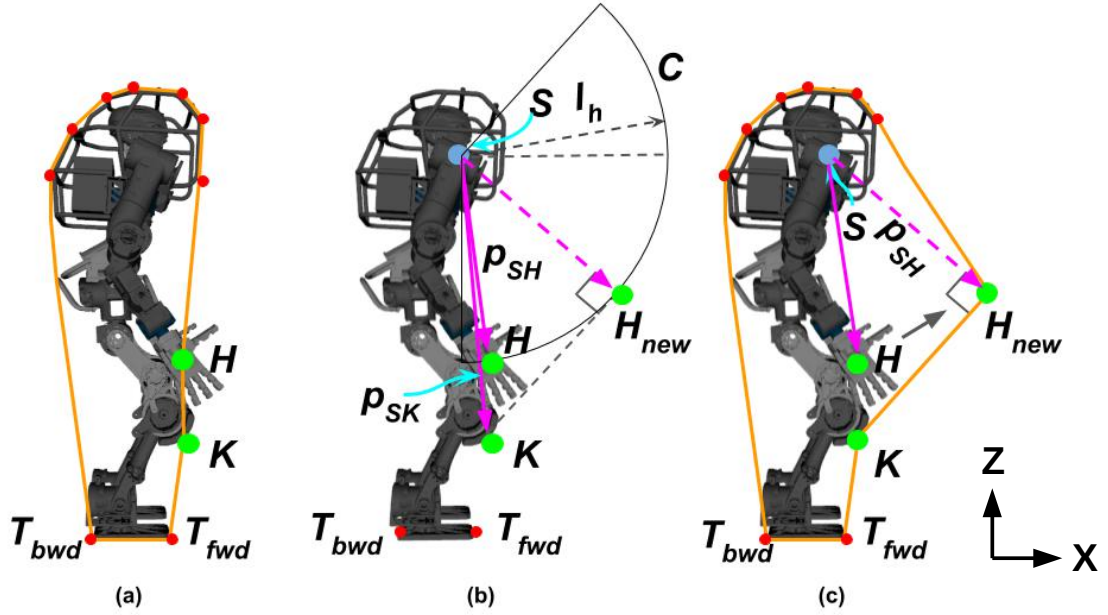 H
K
T_bwd
T_fwd
(a)
C
l_h
S
p_SH
H
H_new
p_SK
K
T_bwd
T_fwd
(b)
S
p_SH
H
H_new
K
T_bwd
T_fwd
(c)
Z
X